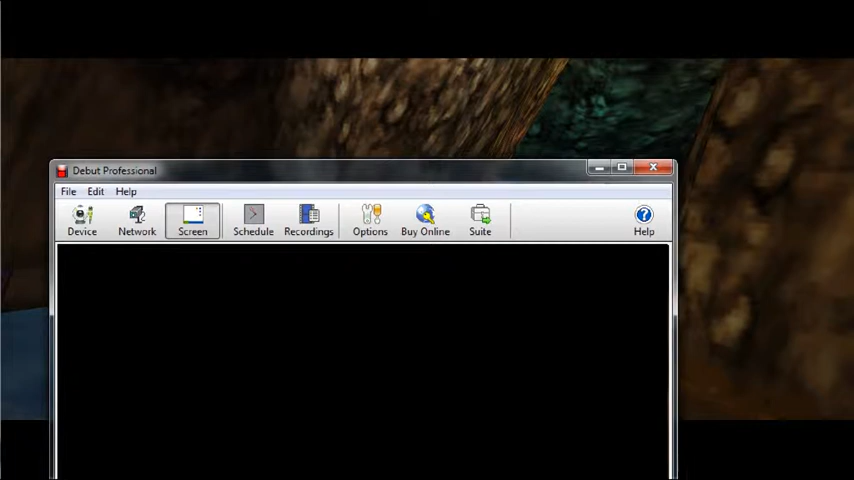 Debut Professional
File Edit Help
Device Network Screen Schedule Recordings Options Buy Online Suite Help